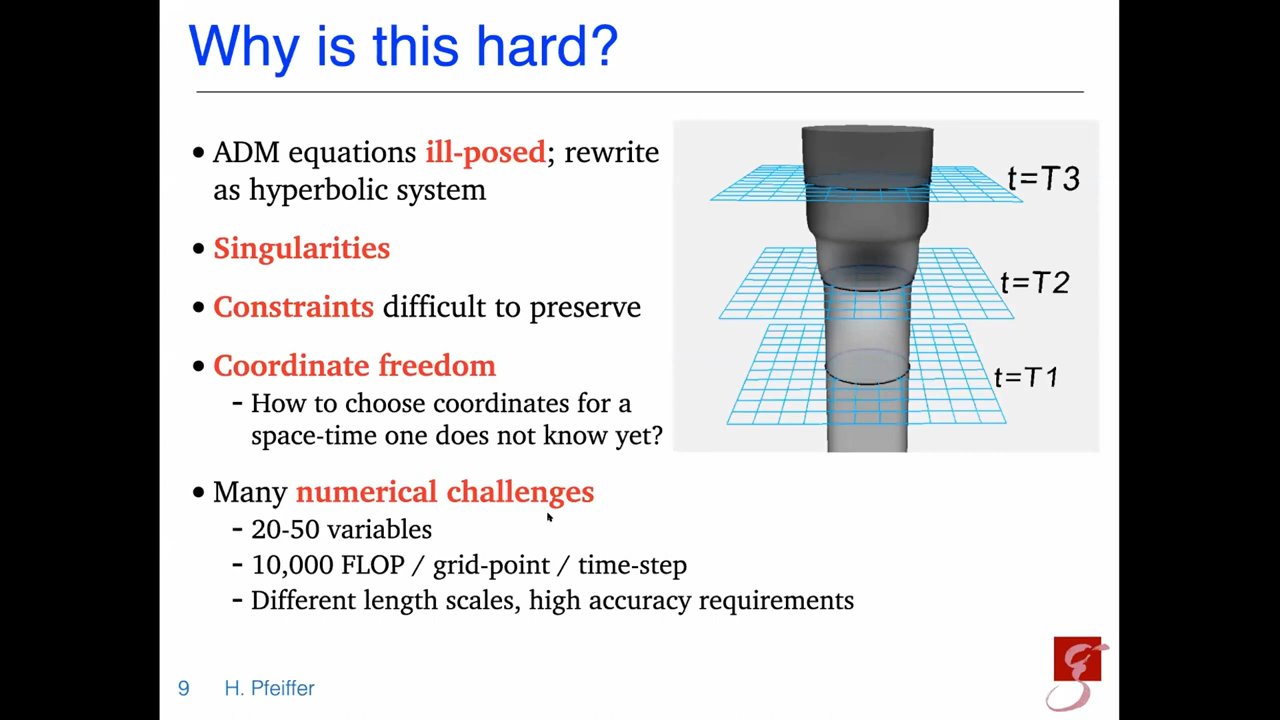 Why is this hard?
• ADM equations ill-posed; rewrite
as hyperbolic system
• Singularities
• Constraints difficult to preserve
• Coordinate freedom
- How to choose coordinates for a
space-time one does not know yet?
• Many numerical challenges
- 20-50 variables
- 10,000 FLOP / grid-point / time-step
- Different length scales, high accuracy requirements
t=T3
t=T2
t=T1
9 H. Pfeiffer